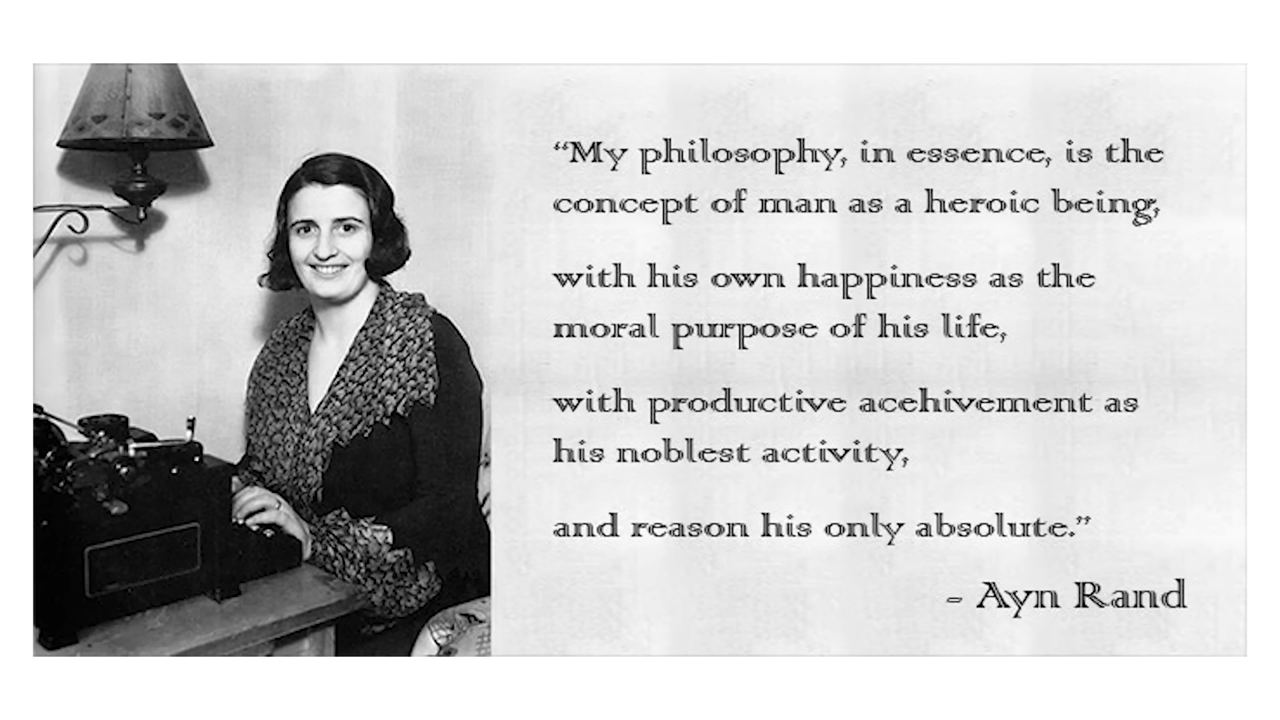 “My philosophy, in essence, is the
concept of man as a heroic being,
with his own happiness as the
moral purpose of his life,
with productive acehivement as
his noblest activity,
and reason his only absolute.”
- Ayn Rand